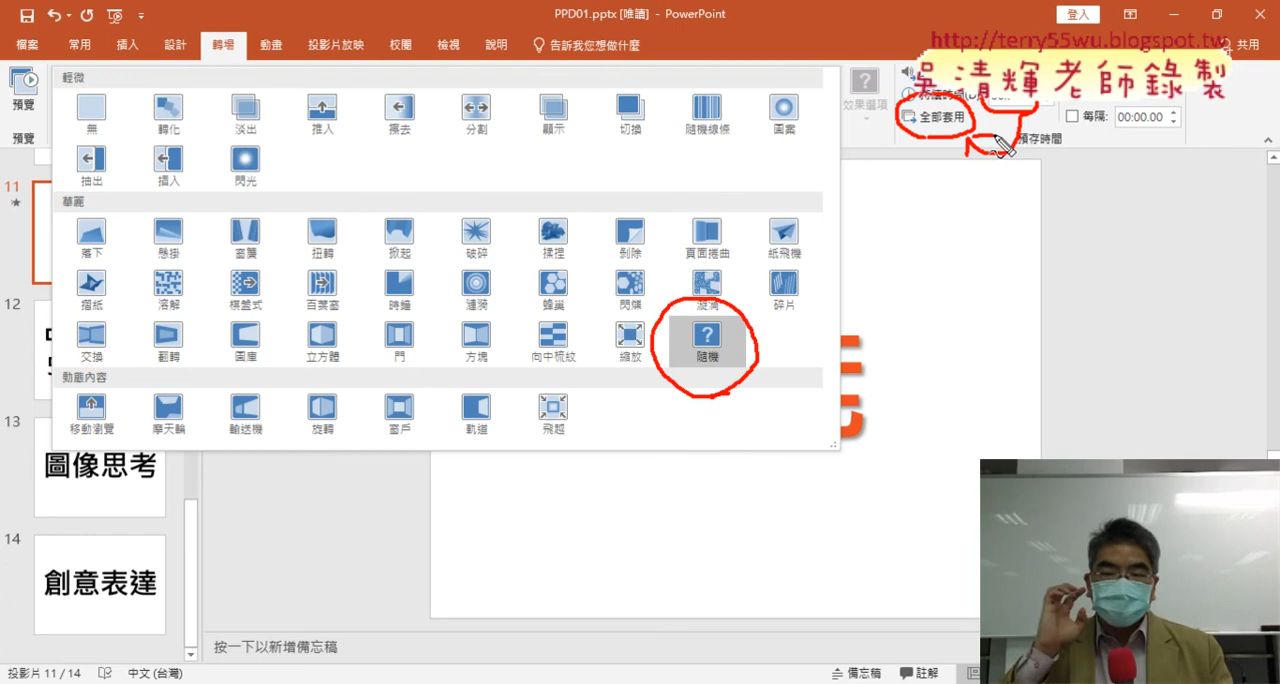 PPD01.pptx [唯讀] - PowerPoint
登入
檔案 常用 插入 設計 轉場 動畫 投影片放映 校閱 檢視 說明 告訴我您想做什麼 共用
http://terry55wu.blogspot.tw
吳清輝老師錄製
預覽
預覽
效果選項
全部套用
每隔: 00:00.00
預存時間
輕微
無 轉化 淡出 推入 擦去 分割 顯示 切換 隨機線條 圖案
抽出 插入 閃光
華麗
落下 懸掛 窗簾 扭轉 掀起 破碎 揉捏 剝除 頁面捲曲 紙飛機
摺紙 溶解 棋盤式 百葉窗 時鐘 漣漪 蜂巢 閃爍 漩渦 碎片
交換 翻轉 圖庫 立方體 門 方塊 向中梳紋 縮放 隨機
動態內容
移動瀏覽 摩天輪 輸送機 旋轉 窗戶 軌道 飛越
11
12
13
圖像思考
14
創意表達
按一下以新增備忘稿
投影片 11 / 14 中文 (台灣) 備忘稿 註解